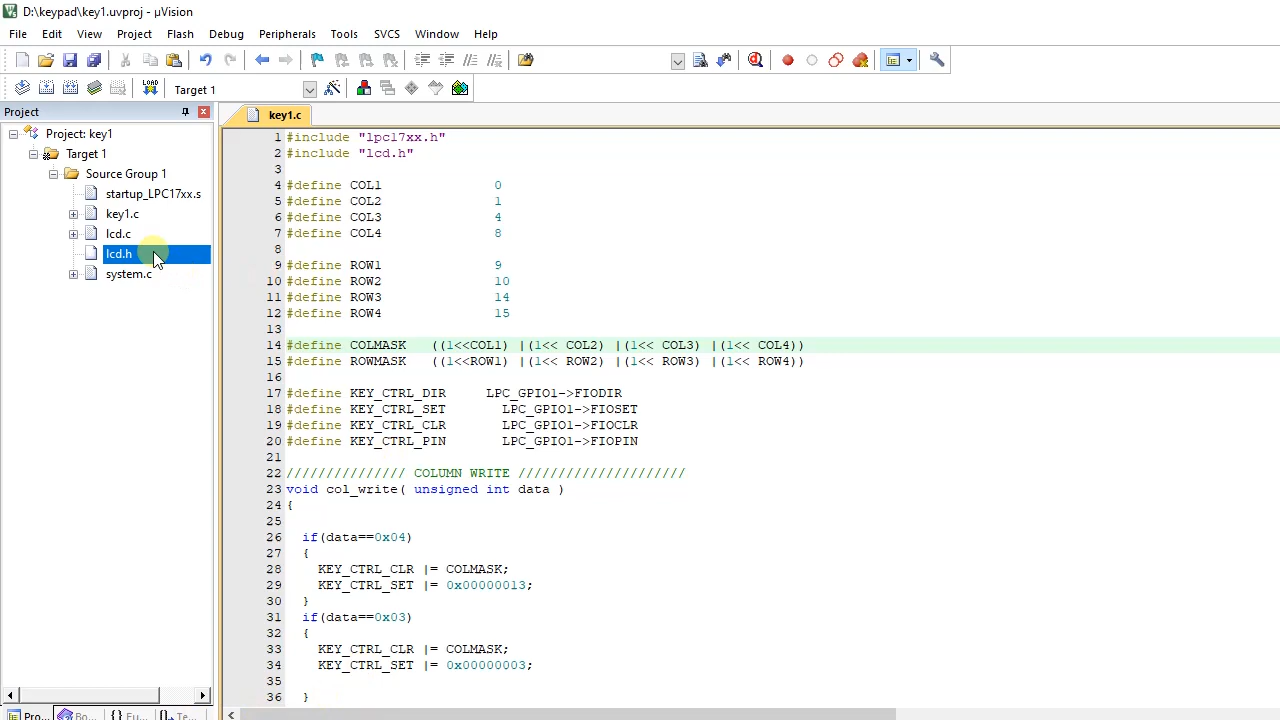 D:\keypad\key1.uvproj - µVision
File Edit View Project Flash Debug Peripherals Tools SVCS Window Help
LOAD Target 1
Project
key1.c
Project: key1
Target 1
Source Group 1
startup_LPC17xx.s
key1.c
lcd.c
lcd.h
system.c
1 #include "lpc17xx.h"
2 #include "lcd.h"
3
4 #define COL1 0
5 #define COL2 1
6 #define COL3 4
7 #define COL4 8
8
9 #define ROW1 9
10 #define ROW2 10
11 #define ROW3 14
12 #define ROW4 15
13
14 #define COLMASK ((1<<COL1) |(1<< COL2) |(1<< COL3) |(1<< COL4))
15 #define ROWMASK ((1<<ROW1) |(1<< ROW2) |(1<< ROW3) |(1<< ROW4))
16
17 #define KEY_CTRL_DIR LPC_GPIO1->FIODIR
18 #define KEY_CTRL_SET LPC_GPIO1->FIOSET
19 #define KEY_CTRL_CLR LPC_GPIO1->FIOCLR
20 #define KEY_CTRL_PIN LPC_GPIO1->FIOPIN
21
22 /////////////// COLUMN WRITE /////////////////////
23 void col_write( unsigned int data )
24 {
25
26 if(data==0x04)
27 {
28 KEY_CTRL_CLR |= COLMASK;
29 KEY_CTRL_SET |= 0x00000013;
30 }
31 if(data==0x03)
32 {
33 KEY_CTRL_CLR |= COLMASK;
34 KEY_CTRL_SET |= 0x00000003;
35
36 }
Pro... Bo... {} Fu... Te...